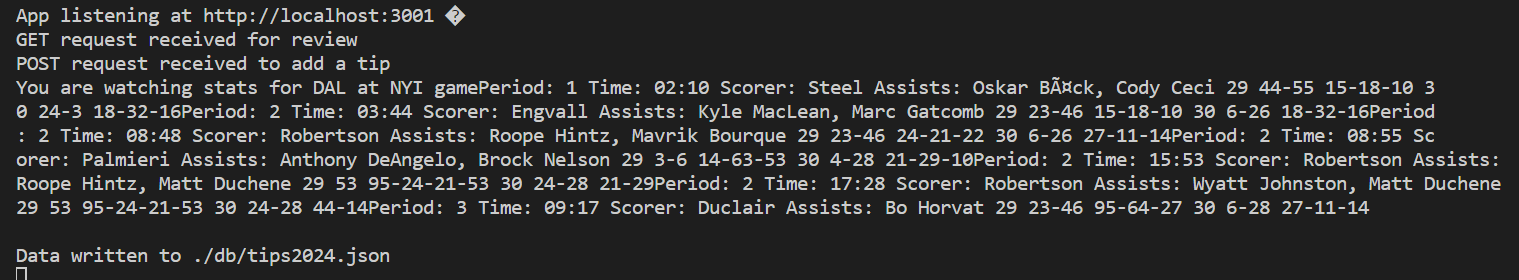 App listening at http://localhost:3001 �
GET request received for review
POST request received to add a tip
You are watching stats for DAL at NYI gamePeriod: 1 Time: 02:10 Scorer: Steel Assists: Oskar BÃ¤ck, Cody Ceci 29 44-55 15-18-10 3
0 24-3 18-32-16Period: 2 Time: 03:44 Scorer: Engvall Assists: Kyle MacLean, Marc Gatcomb 29 23-46 15-18-10 30 6-26 18-32-16Period
: 2 Time: 08:48 Scorer: Robertson Assists: Roope Hintz, Mavrik Bourque 29 23-46 24-21-22 30 6-26 27-11-14Period: 2 Time: 08:55 Sc
orer: Palmieri Assists: Anthony DeAngelo, Brock Nelson 29 3-6 14-63-53 30 4-28 21-29-10Period: 2 Time: 15:53 Scorer: Robertson Assists:
Roope Hintz, Matt Duchene 29 53 95-24-21-53 30 24-28 21-29Period: 2 Time: 17:28 Scorer: Robertson Assists: Wyatt Johnston, Matt Duchene
29 53 95-24-21-53 30 24-28 44-14Period: 3 Time: 09:17 Scorer: Duclair Assists: Bo Horvat 29 23-46 95-64-27 30 6-28 27-11-14
Data written to ./db/tips2024.json